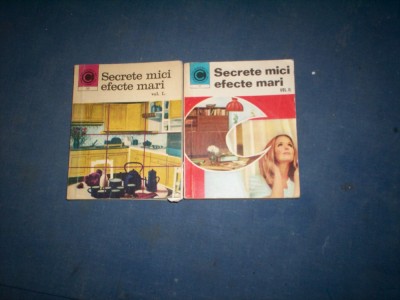 C
Secrete mici
efecte mari
vol. I.
C
Secrete mici
efecte mari
VOL. II